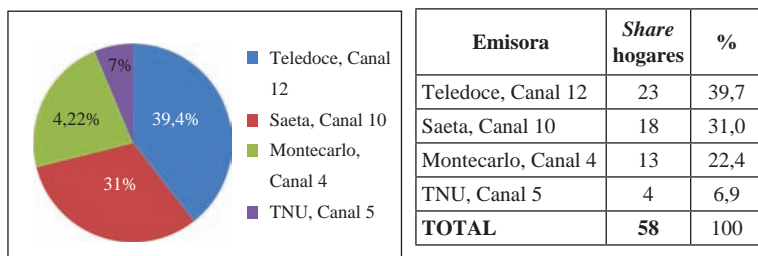 7%
39,4%
4,22%
31%
Teledoce, Canal
12
Saeta, Canal 10
Montecarlo,
Canal 4
TNU, Canal 5
Emisora Share hogares %
Teledoce, Canal 12 23 39,7
Saeta, Canal 10 18 31,0
Montecarlo, Canal 4 13 22,4
TNU, Canal 5 4 6,9
TOTAL 58 100